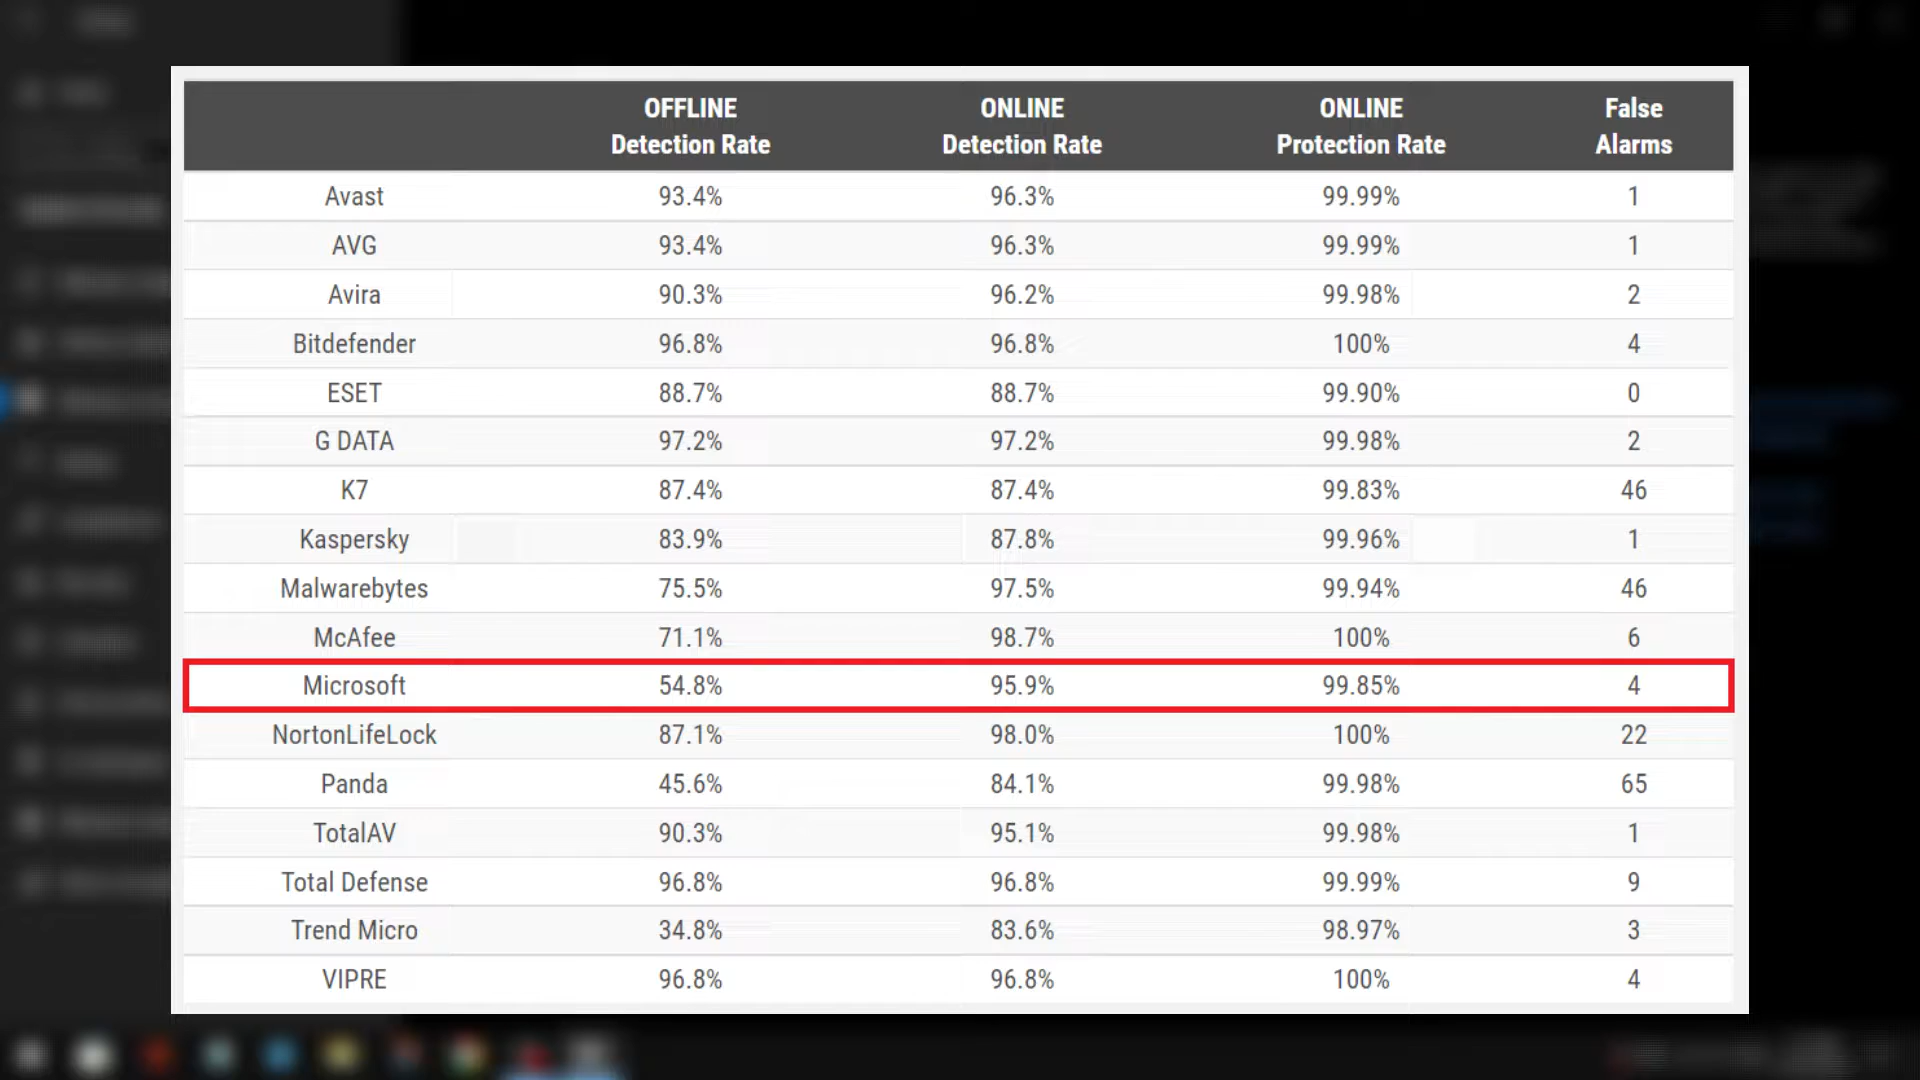 OFFLINE Detection Rate ONLINE Detection Rate ONLINE Protection Rate False Alarms
Avast 93.4% 96.3% 99.99% 1
AVG 93.4% 96.3% 99.99% 1
Avira 90.3% 96.2% 99.98% 2
Bitdefender 96.8% 96.8% 100% 4
ESET 88.7% 88.7% 99.90% 0
G DATA 97.2% 97.2% 99.98% 2
K7 87.4% 87.4% 99.83% 46
Kaspersky 83.9% 87.8% 99.96% 1
Malwarebytes 75.5% 97.5% 99.94% 46
McAfee 71.1% 98.7% 100% 6
Microsoft 54.8% 95.9% 99.85% 4
NortonLifeLock 87.1% 98.0% 100% 22
Panda 45.6% 84.1% 99.98% 65
TotalAV 90.3% 95.1% 99.98% 1
Total Defense 96.8% 96.8% 99.99% 9
Trend Micro 34.8% 83.6% 98.97% 3
VIPRE 96.8% 96.8% 100% 4